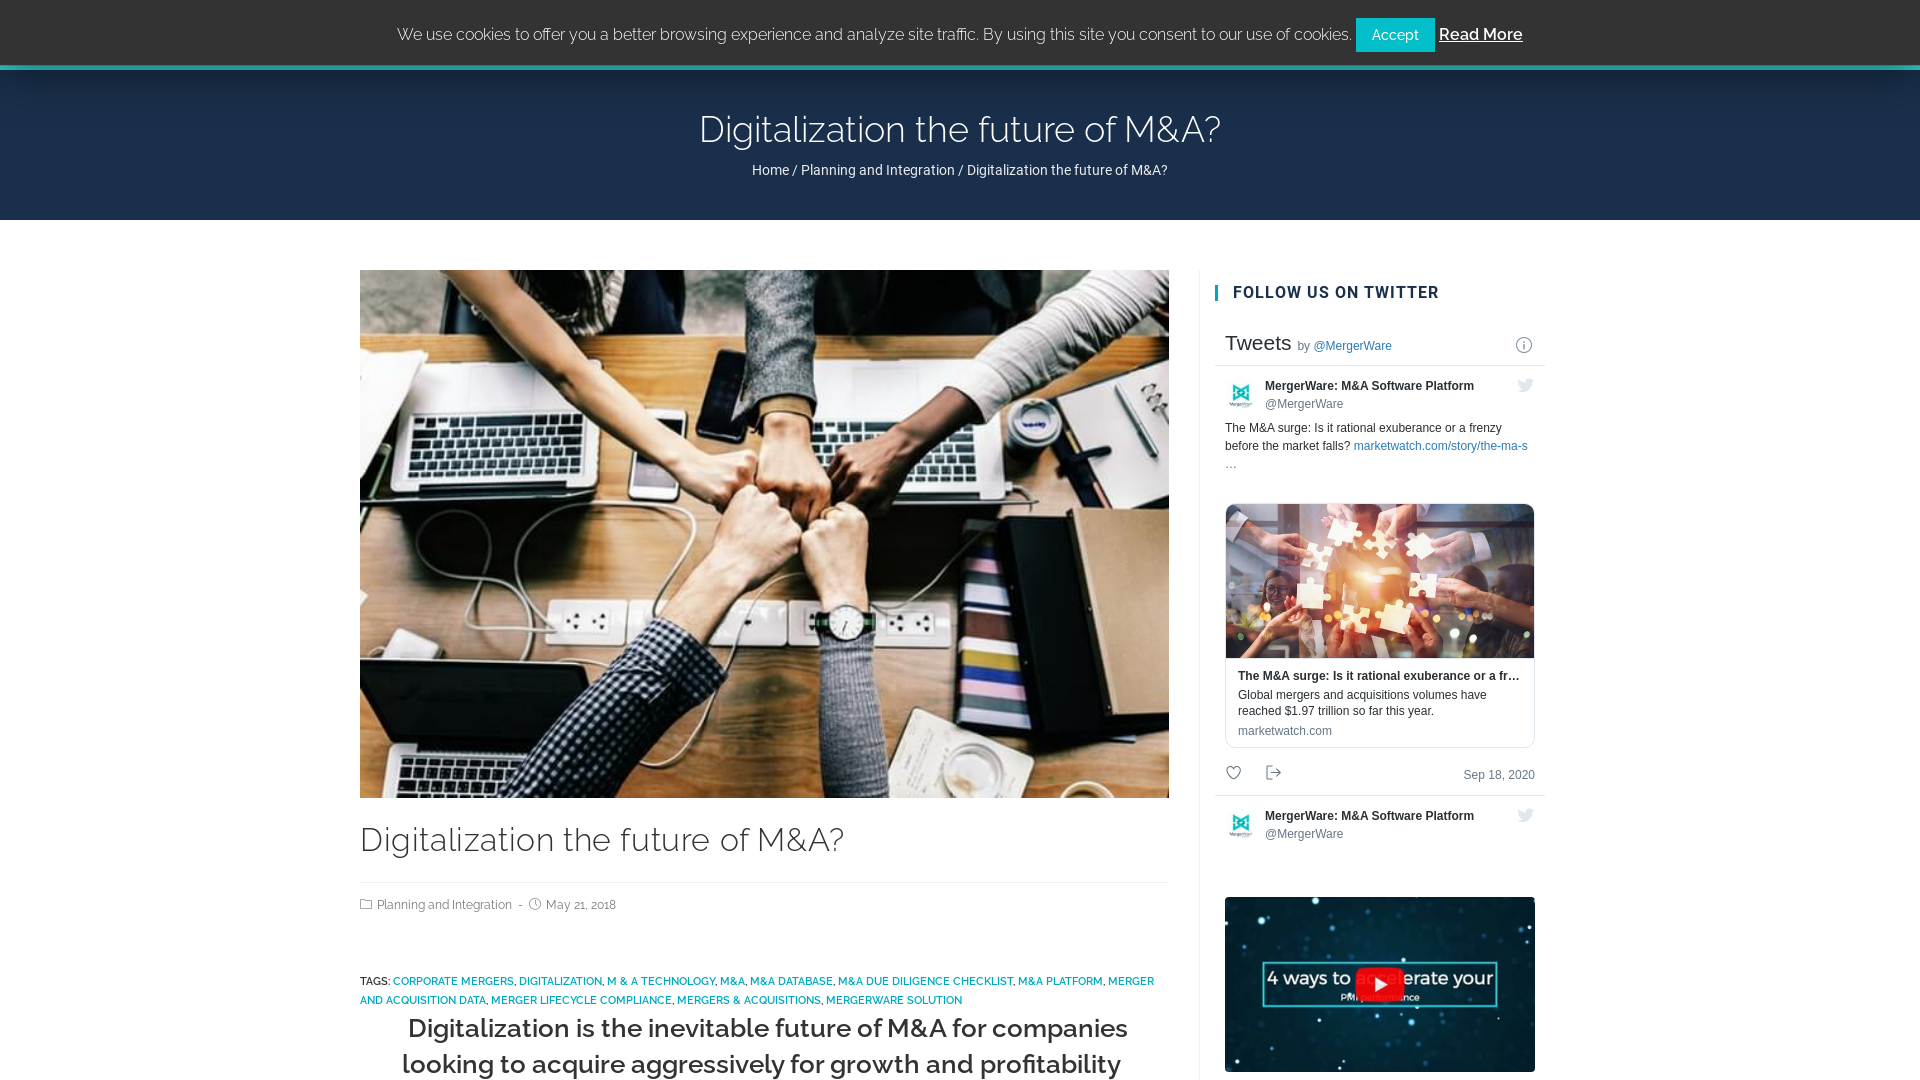 We use cookies to offer you a better browsing experience and analyze site traffic. By using this site you consent to our use of cookies. Accept Read More
Digitalization the future of M&A?
Home / Planning and Integration / Digitalization the future of M&A?
FOLLOW US ON TWITTER
Tweets by @MergerWare
MergerWare: M&A Software Platform
@MergerWare
The M&A surge: Is it rational exuberance or a frenzy
before the market falls? marketwatch.com/story/the-ma-s
…
The M&A surge: Is it rational exuberance or a fr…
Global mergers and acquisitions volumes have
reached $1.97 trillion so far this year.
marketwatch.com
Sep 18, 2020
MergerWare: M&A Software Platform
@MergerWare
4 ways to accelerate your
Digitalization the future of M&A?
Planning and Integration - May 21, 2018
TAGS: CORPORATE MERGERS, DIGITALIZATION, M & A TECHNOLOGY, M&A, M&A DATABASE, M&A DUE DILIGENCE CHECKLIST, M&A PLATFORM, MERGER
AND ACQUISITION DATA, MERGER LIFECYCLE COMPLIANCE, MERGERS & ACQUISITIONS, MERGERWARE SOLUTION
Digitalization is the inevitable future of M&A for companies
looking to acquire aggressively for growth and profitability